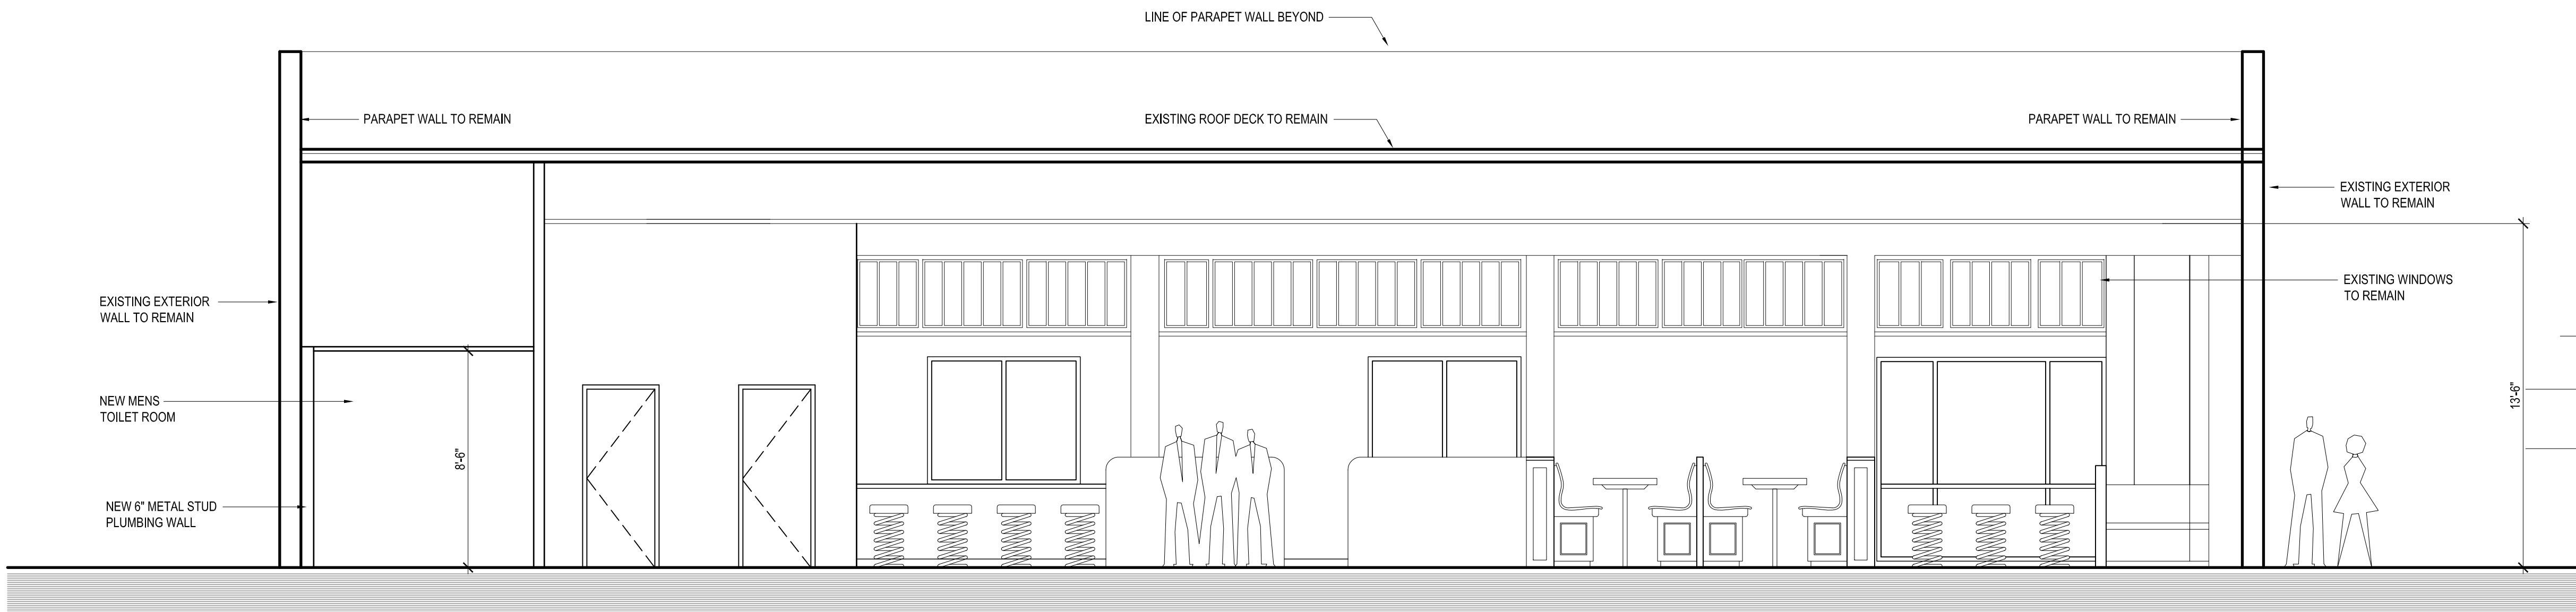 LINE OF PARAPET WALL BEYOND
PARAPET WALL TO REMAIN
EXISTING ROOF DECK TO REMAIN
PARAPET WALL TO REMAIN
EXISTING EXTERIOR
WALL TO REMAIN
EXISTING WINDOWS
TO REMAIN
EXISTING EXTERIOR
WALL TO REMAIN
NEW MENS
TOILET ROOM
8'-6"
13'-6"
NEW 6" METAL STUD
PLUMBING WALL